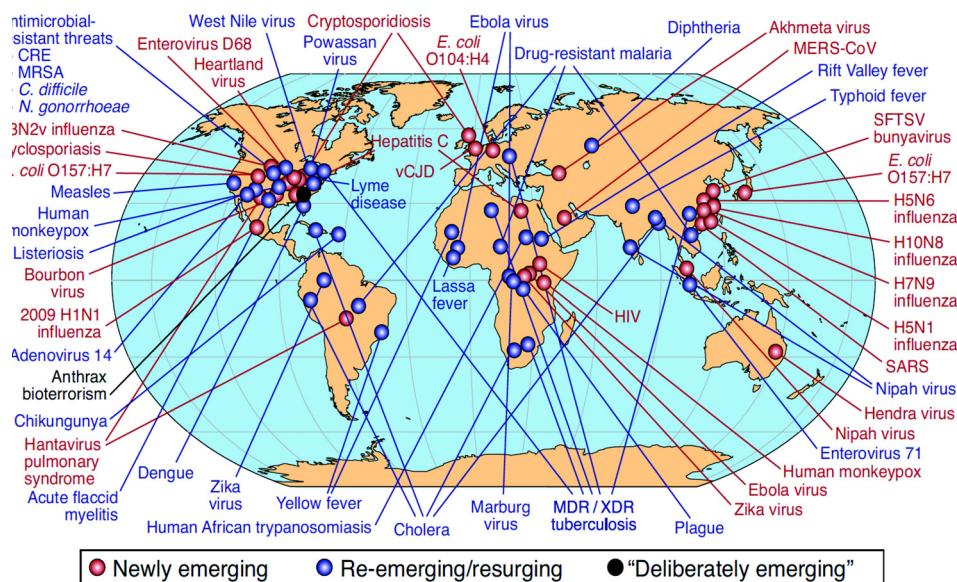 ntimicrobial-
sistant threats
CRE
MRSA
C. difficile
N. gonorrhoeae
West Nile virus
Enterovirus D68
Heartland
virus
Cryptosporidiosis
Powassan
virus
E. coli
O104:H4
Ebola virus
Drug-resistant malaria
Diphtheria
Akhmeta virus
MERS-CoV
Rift Valley fever
Typhoid fever
SFTSV
bunyavirus
E. coli
O157:H7
H5N6
influenza
H10N8
influenza
H7N9
influenza
H5N1
influenza
SARS
Nipah virus
Hendra virus
Nipah virus
Enterovirus 71
Human monkeypox
Ebola virus
Zika virus
3N2v influenza
yclosporiasis
. coli O157:H7
Measles
Human
monkeypox
Listeriosis
Bourbon
virus
2009 H1N1
influenza
Adenovirus 14
Anthrax
bioterrorism
Chikungunya
Hantavirus
pulmonary
syndrome
Acute flaccid
myelitis
Hepatitis C
vCJD
Lyme
disease
Lassa
fever
HIV
Dengue
Zika
virus
Yellow fever
Human African trypanosomiasis
Cholera
Marburg
virus
MDR / XDR
tuberculosis
Plague
Newly emerging
Re-emerging/resurging
“Deliberately emerging”